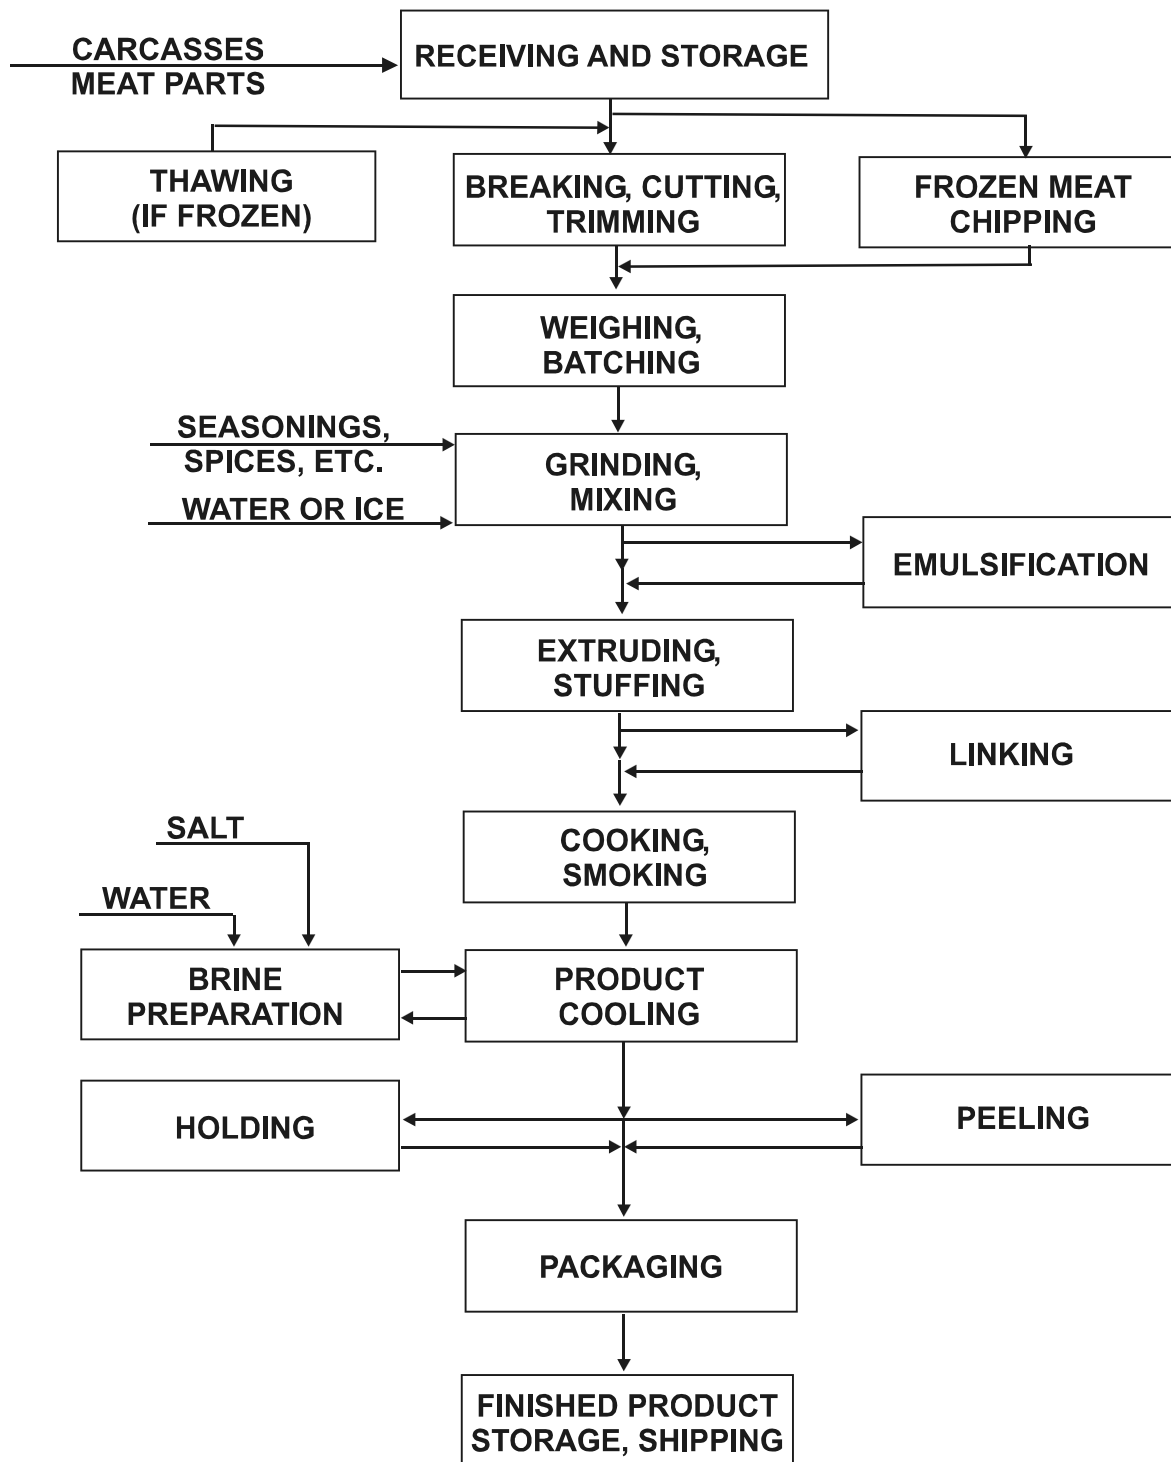 CARCASSES
MEAT PARTS
RECEIVING AND STORAGE
THAWING
(IF FROZEN)
BREAKING, CUTTING,
TRIMMING
FROZEN MEAT
CHIPPING
WEIGHING,
BATCHING
SEASONINGS,
SPICES, ETC.
WATER OR ICE
GRINDING,
MIXING
EMULSIFICATION
EXTRUDING,
STUFFING
LINKING
COOKING,
SMOKING
SALT
WATER
BRINE
PREPARATION
PRODUCT
COOLING
HOLDING
PEELING
PACKAGING
FINISHED PRODUCT
STORAGE, SHIPPING